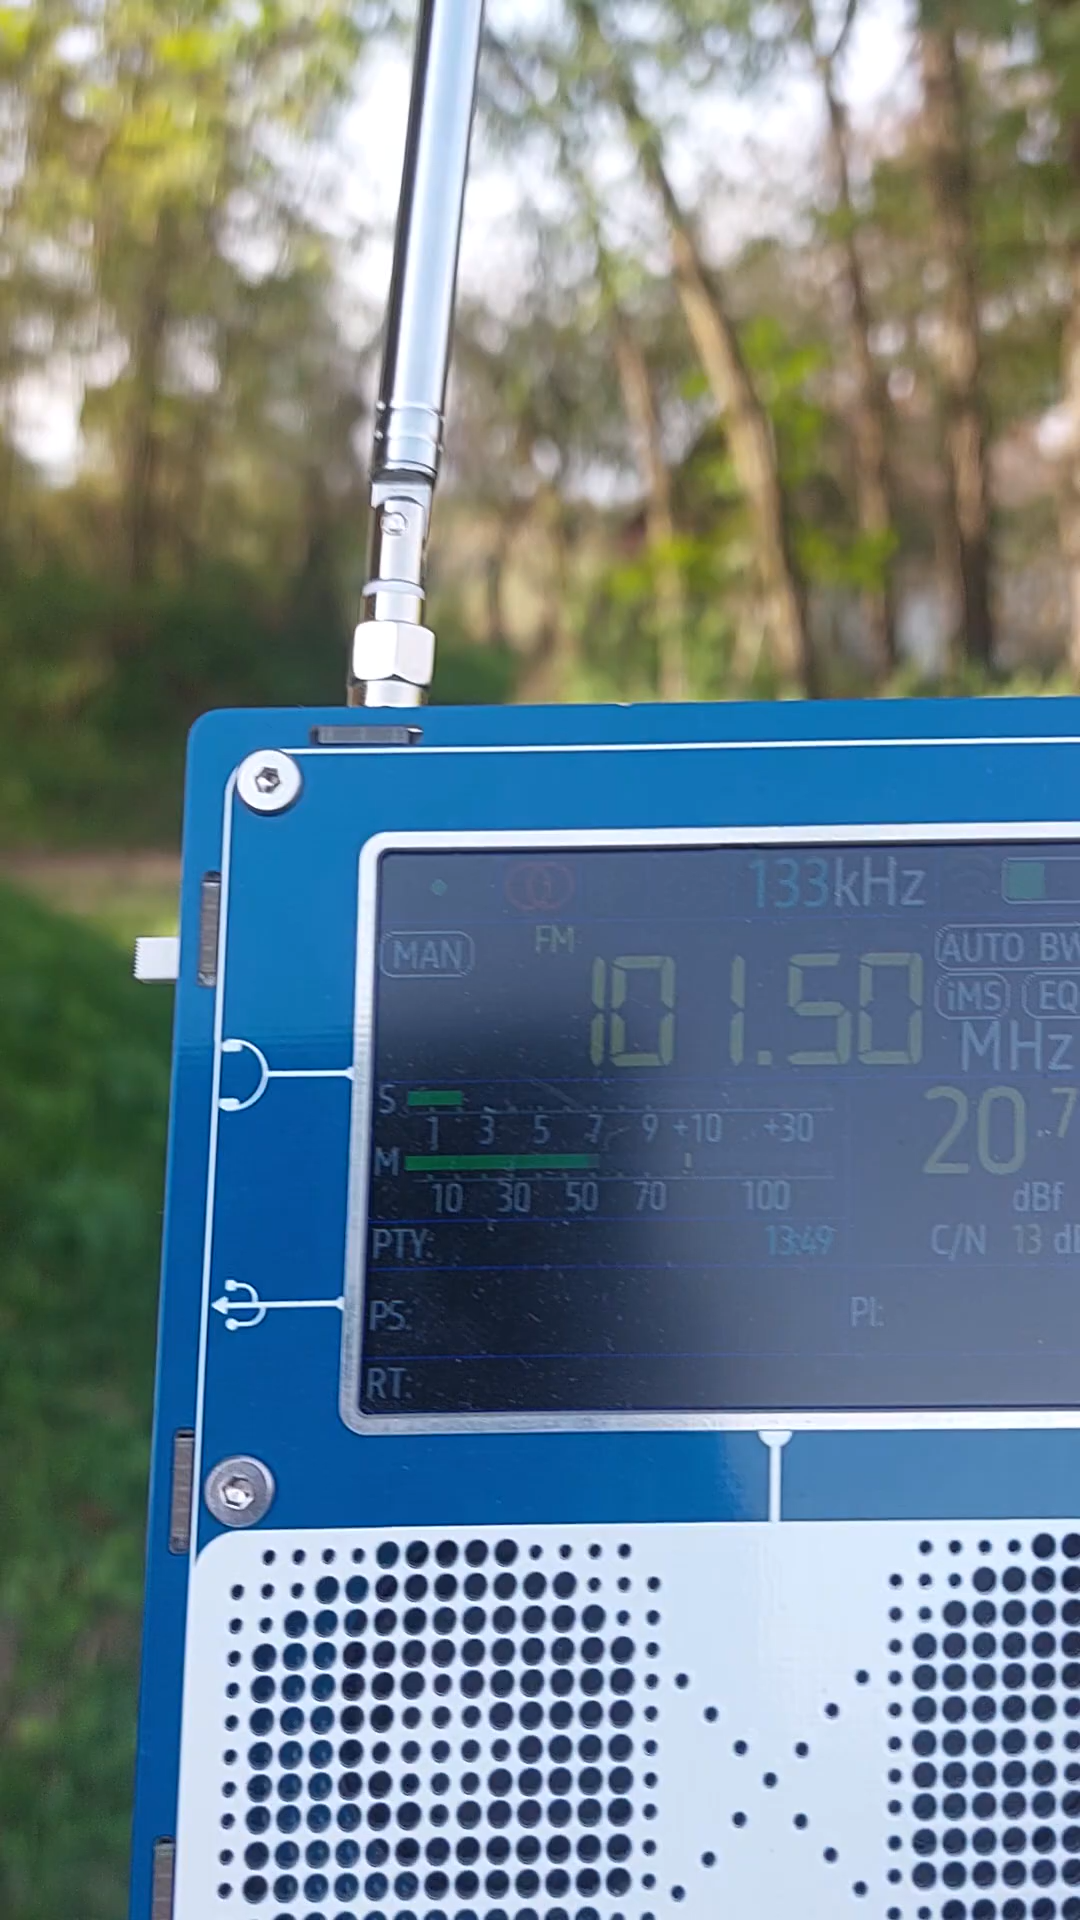 133kHz
MAN FM AUTO BW
101.50 iMS EQ
MHz
S 1 3 5 7 9 +10 +30
20.7
M 10 30 50 70 100
dBf
PTY: 13:49 C/N 13 dB
PS: PI:
RT: